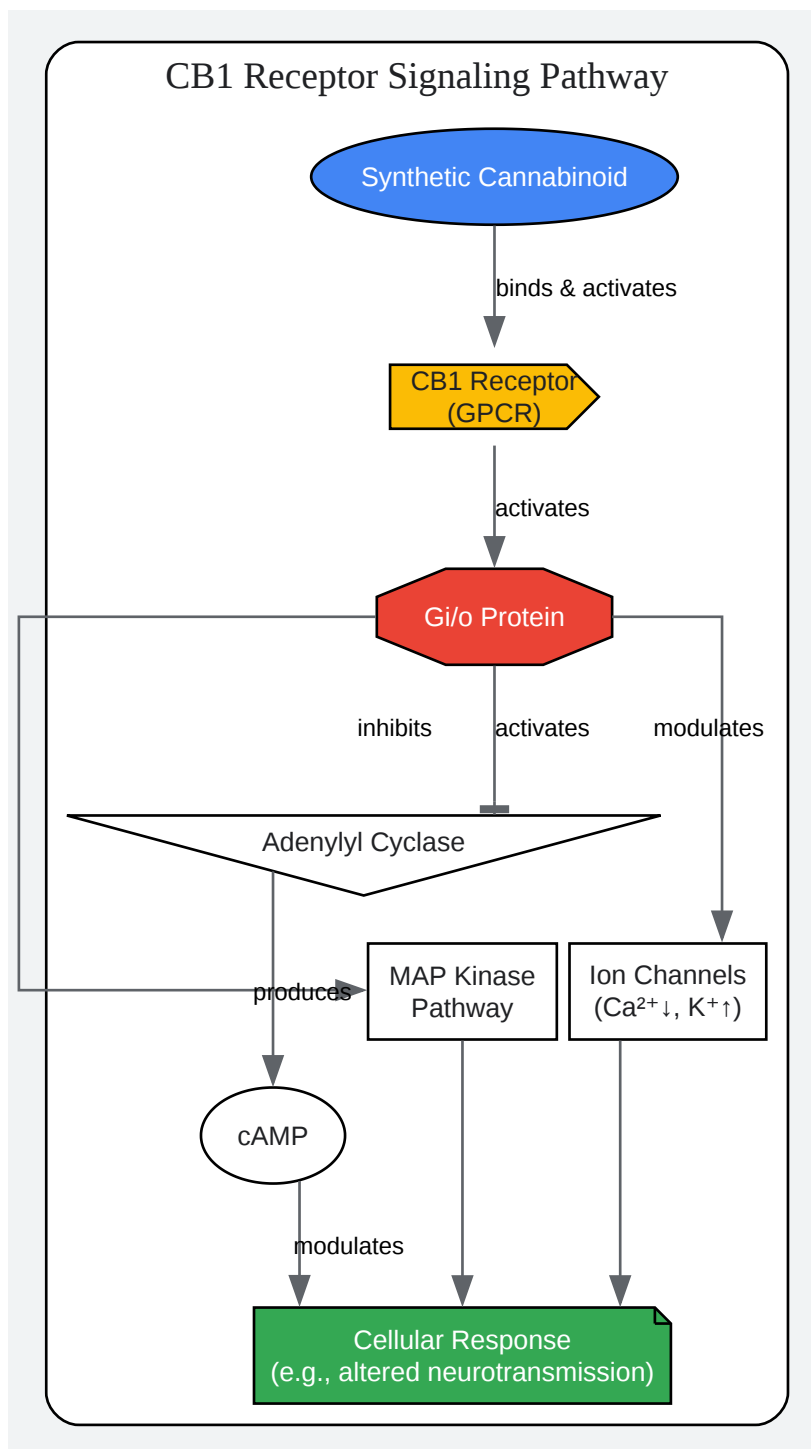 CB1 Receptor Signaling Pathway
Synthetic Cannabinoid
binds & activates
CB1 Receptor
(GPCR)
activates
Gi/o Protein
inhibits
activates
modulates
Adenylyl Cyclase
MAP Kinase
Pathway
Ion Channels
(Ca²⁺↓, K⁺↑)
produces
cAMP
modulates
Cellular Response
(e.g., altered neurotransmission)